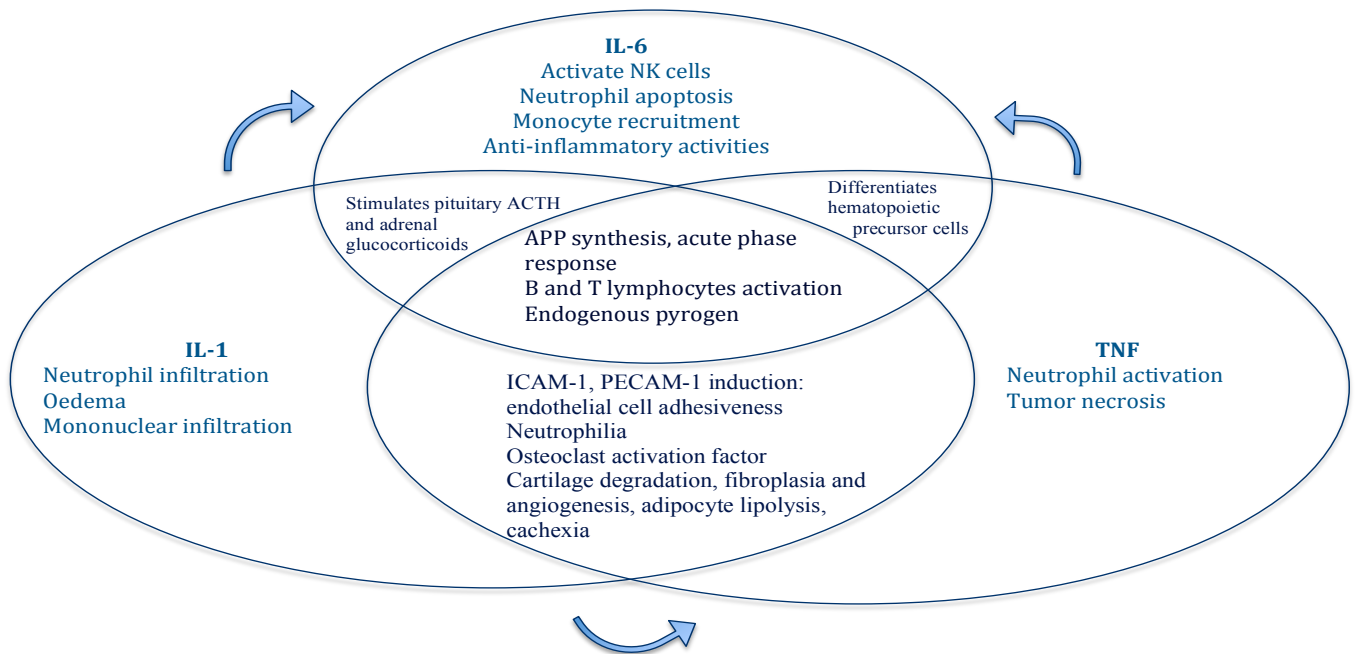 IL-6
Activate NK cells
Neutrophil apoptosis
Monocyte recruitment
Anti-inflammatory activities
Stimulates pituitary ACTH
and adrenal
glucocorticoids
Differentiates
hematopoietic
precursor cells
APP synthesis, acute phase
response
B and T lymphocytes activation
Endogenous pyrogen
IL-1
Neutrophil infiltration
Oedema
Mononuclear infiltration
ICAM-1, PECAM-1 induction:
endothelial cell adhesiveness
Neutrophilia
Osteoclast activation factor
Cartilage degradation, fibroplasia and
angiogenesis, adipocyte lipolysis,
cachexia
TNF
Neutrophil activation
Tumor necrosis